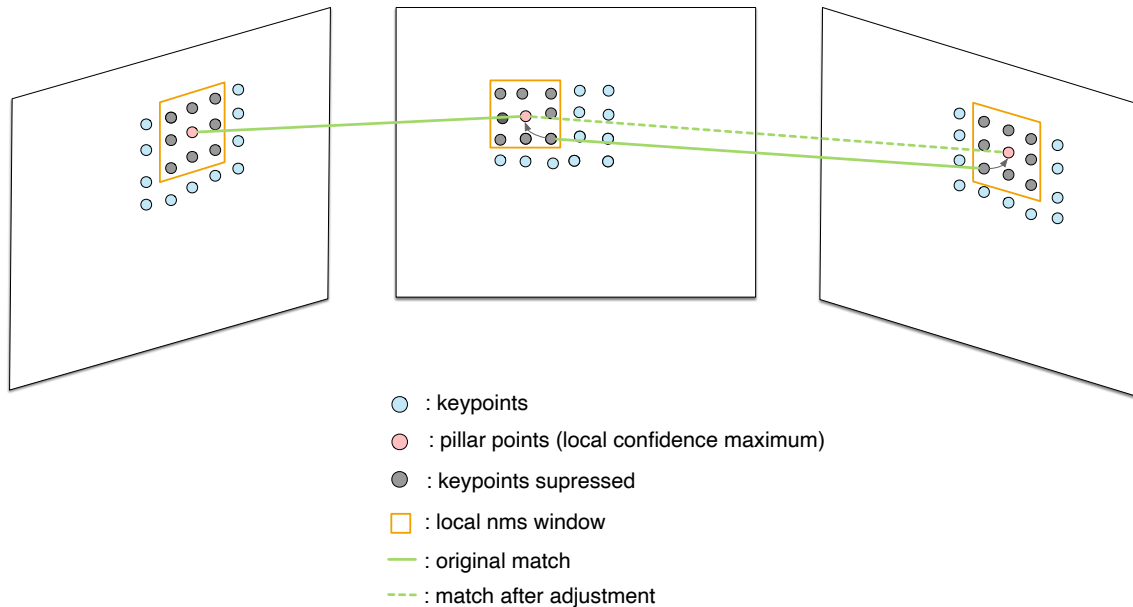 : keypoints
: pillar points (local confidence maximum)
: keypoints supressed
: local nms window
: original match
: match after adjustment